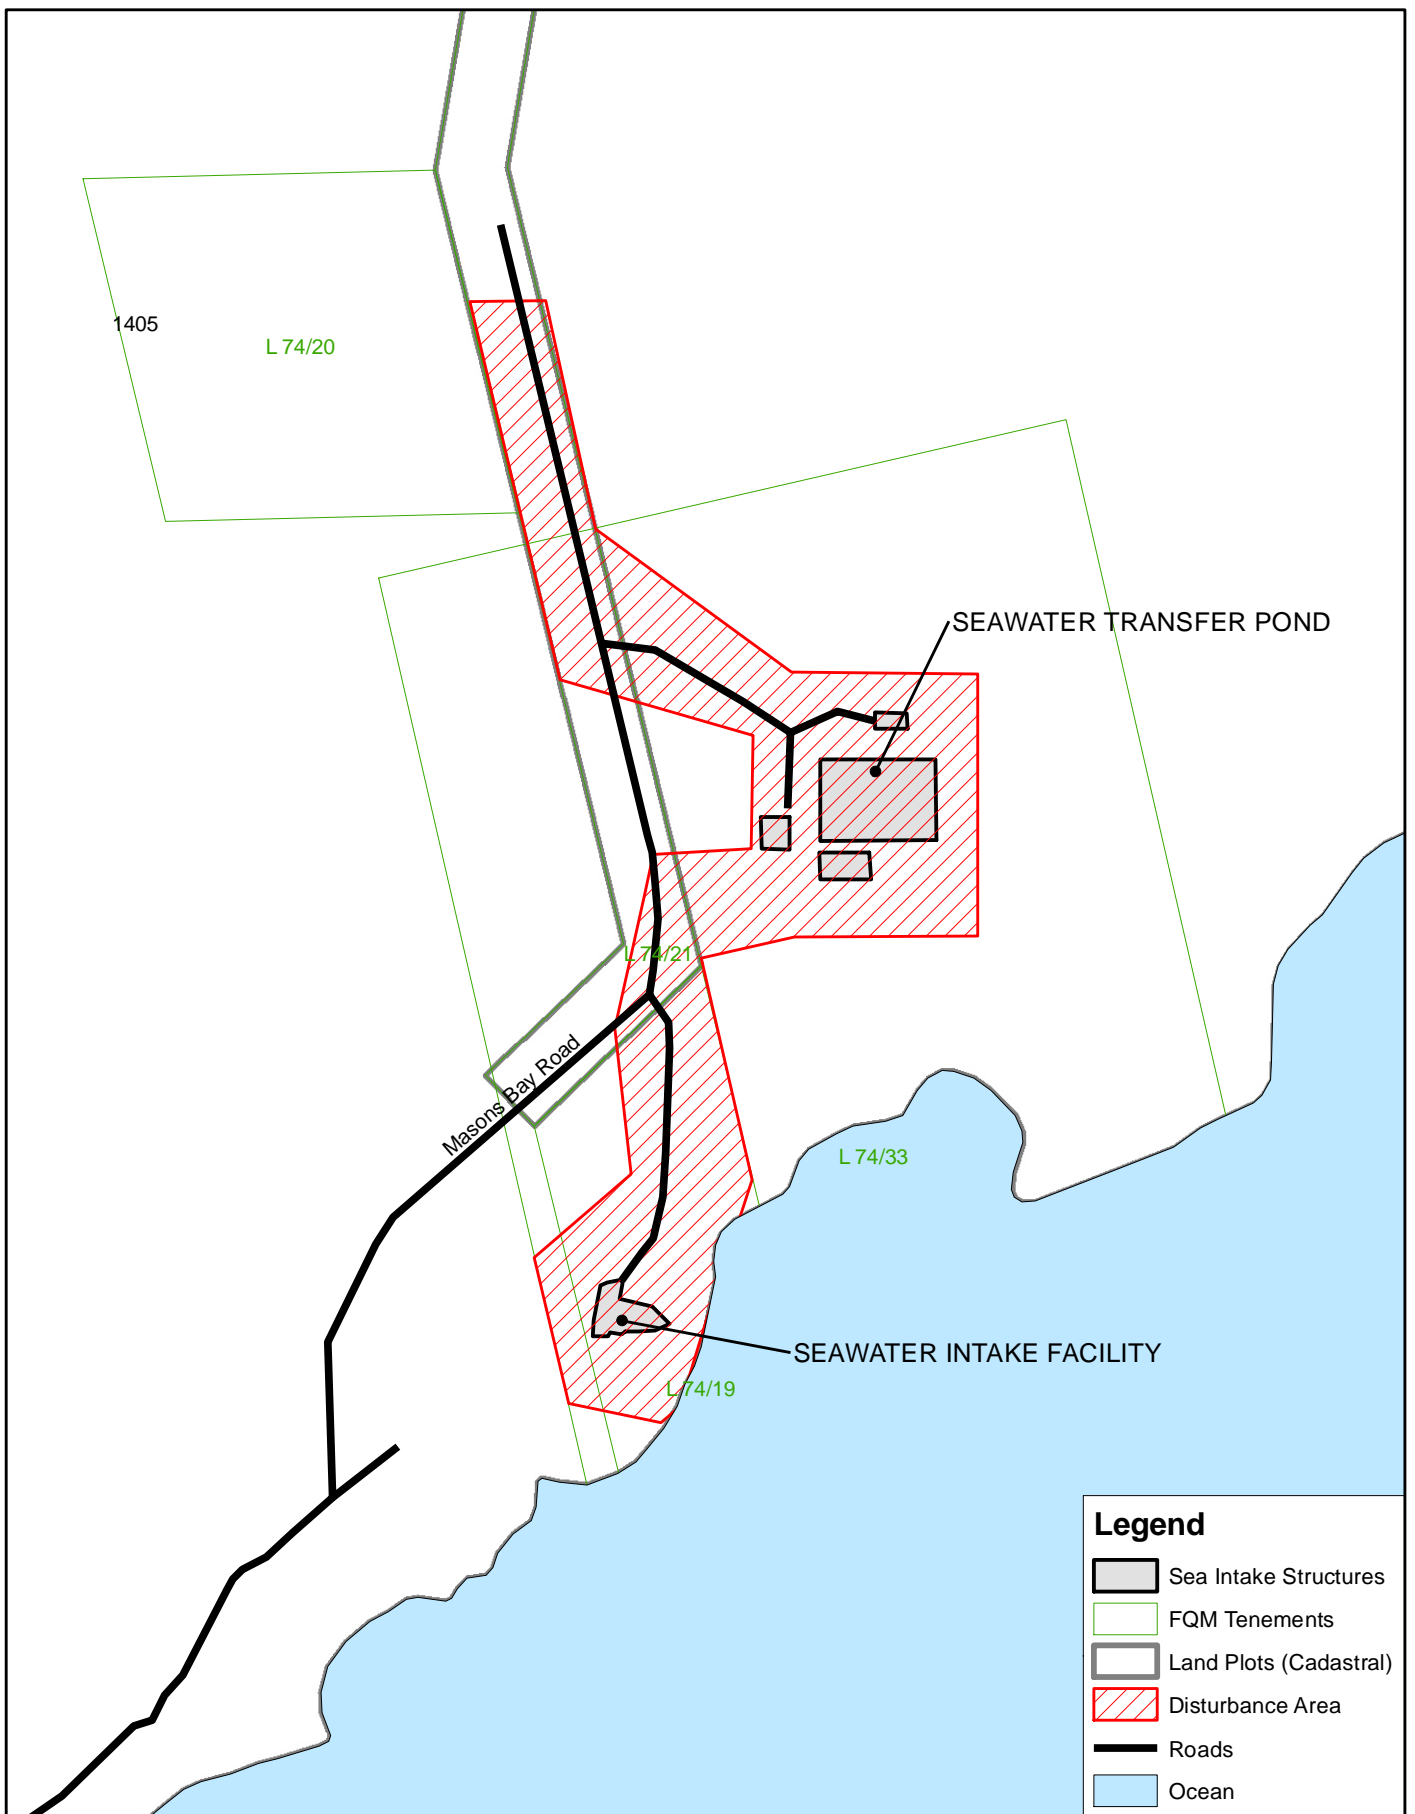 1405
L 74/20
SEAWATER TRANSFER POND
L 74/21
Masons Bay Road
L 74/33
SEAWATER INTAKE FACILITY
L 74/19
Legend
Sea Intake Structures
FQM Tenements
Land Plots (Cadastral)
Disturbance Area
Roads
Ocean